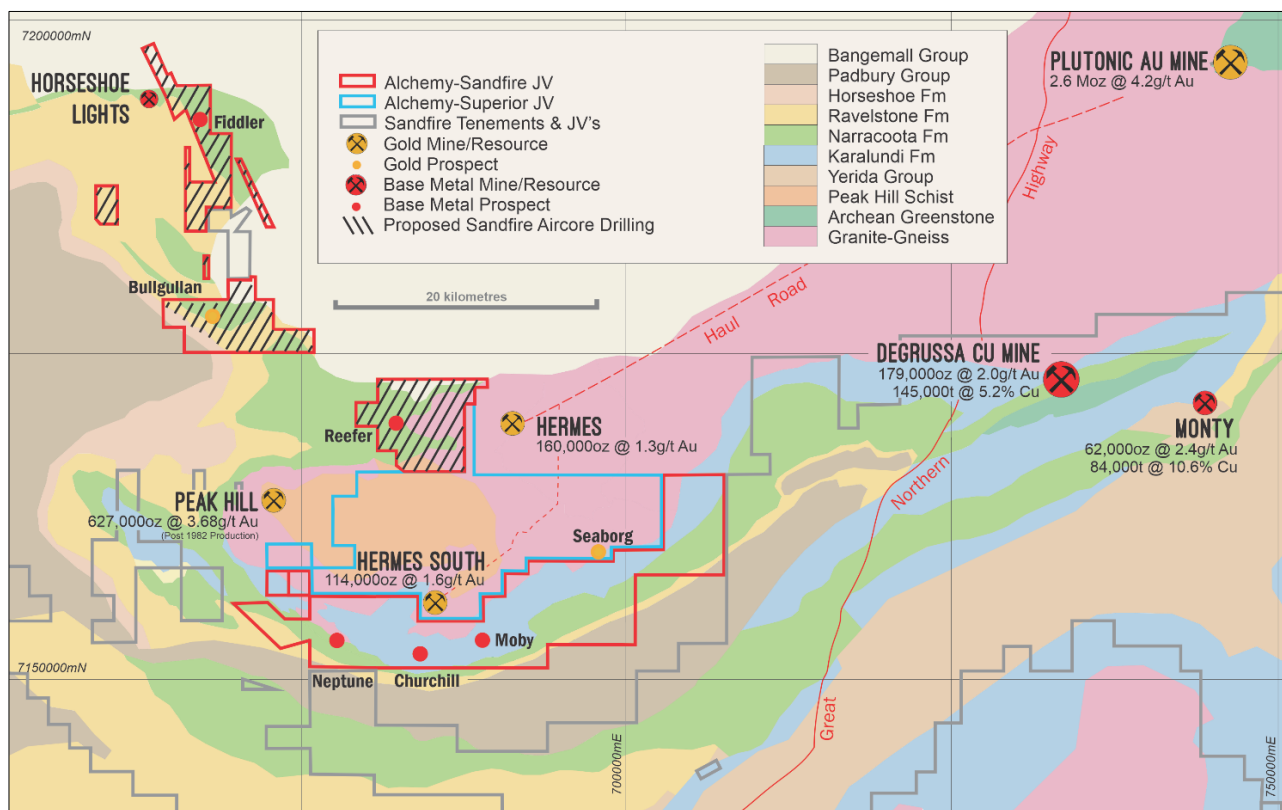 7200000mN
HORSESHOE
LIGHTS
Fiddler
Alchemy-Sandfire JV
Alchemy-Superior JV
Sandfire Tenements & JV's
Gold Mine/Resource
Gold Prospect
Base Metal Mine/Resource
Base Metal Prospect
Proposed Sandfire Aircore Drilling
Bangemall Group
Padbury Group
Horseshoe Fm
Ravelstone Fm
Narracoota Fm
Karalundi Fm
Yerida Group
Peak Hill Schist
Archean Greenstone
Granite-Gneiss
PLUTONIC AU MINE
2.6 Moz @ 4.2g/t Au
Highway
20 kilometres
Bullgullan
Haul Road
DEGRUSSA CU MINE
179,000oz @ 2.0g/t Au
145,000t @ 5.2% Cu
MONTY
62,000oz @ 2.4g/t Au
84,000t @ 10.6% Cu
Reefer
HERMES
160,000oz @ 1.3g/t Au
Northern
PEAK HILL
627,000oz @ 3.68g/t Au
(Post 1982 Production)
Seaborg
HERMES SOUTH
114,000oz @ 1.6g/t Au
Moby
Neptune
Churchill
7150000mN
Great
700000mE
750000mE